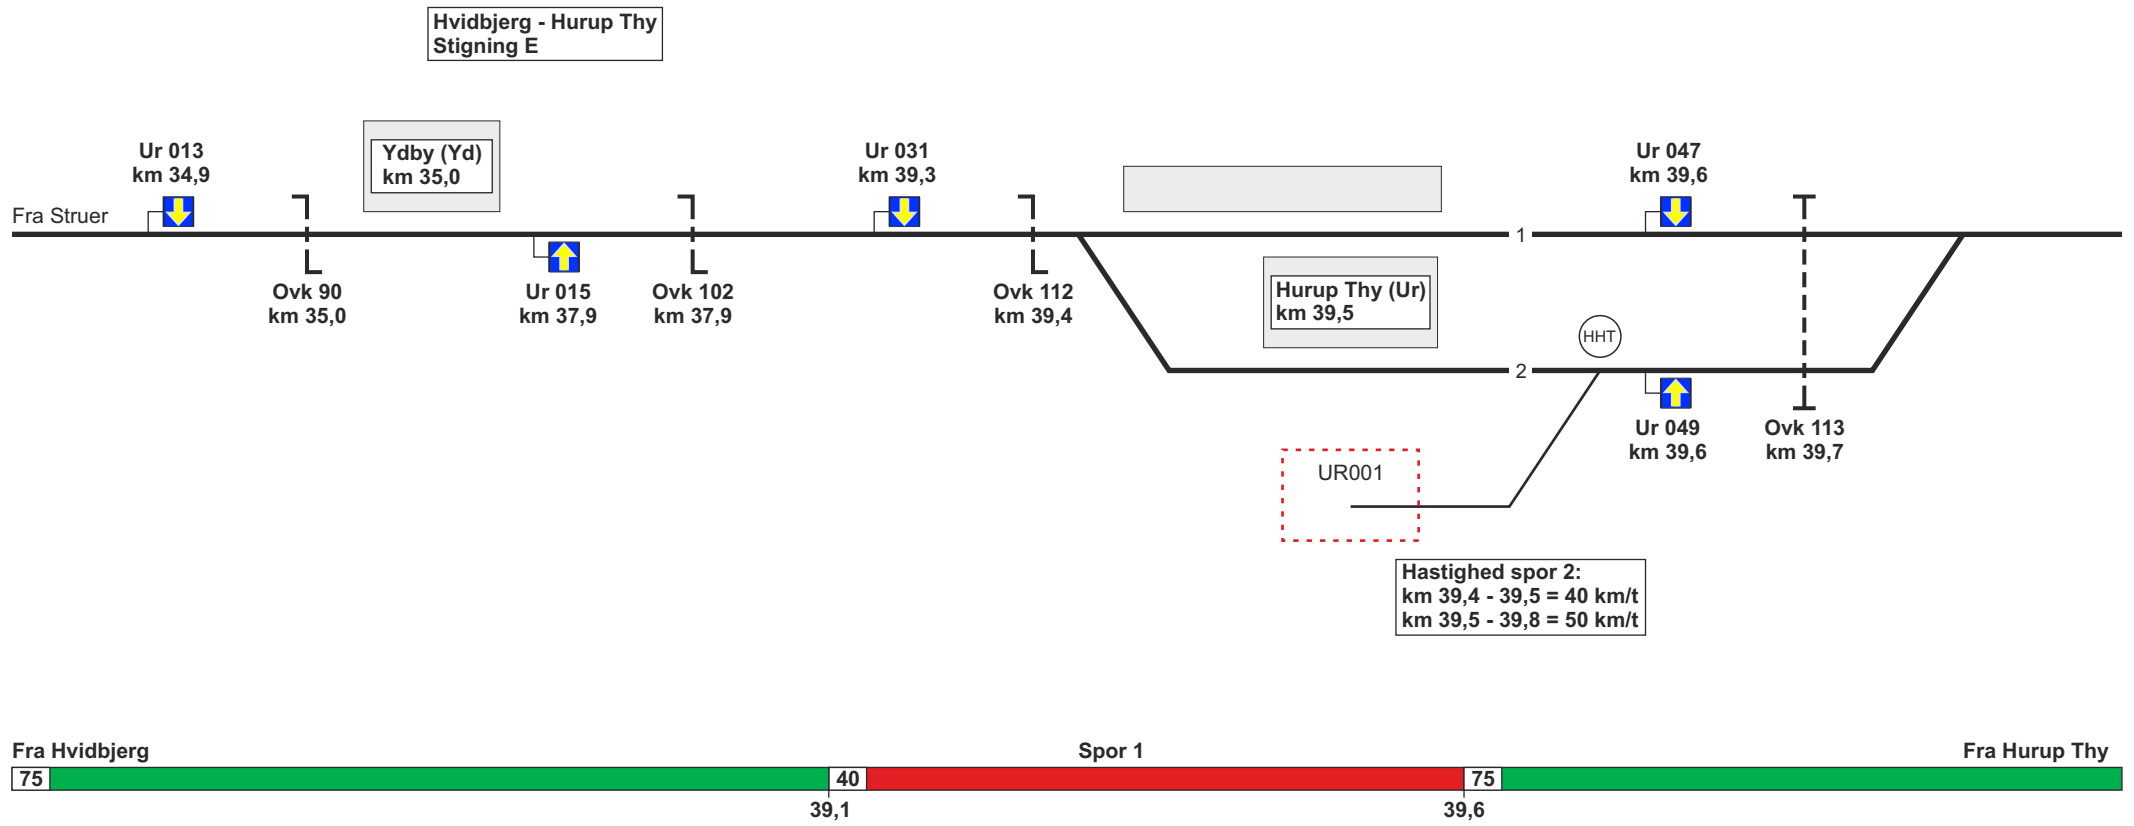 Hvidbjerg - Hurup Thy
Stigning E
Ur 013
km 34,9
Ydby (Yd)
km 35,0
Ur 031
km 39,3
Ur 047
km 39,6
Fra Struer
1
Ovk 90
km 35,0
Ur 015
km 37,9
Ovk 102
km 37,9
Ovk 112
km 39,4
Hurup Thy (Ur)
km 39,5
HHT
2
Ur 049
km 39,6
Ovk 113
km 39,7
UR001
Hastighed spor 2:
km 39,4 - 39,5 = 40 km/t
km 39,5 - 39,8 = 50 km/t
Fra Hvidbjerg
Spor 1
Fra Hurup Thy
75
40
75
39,1
39,6